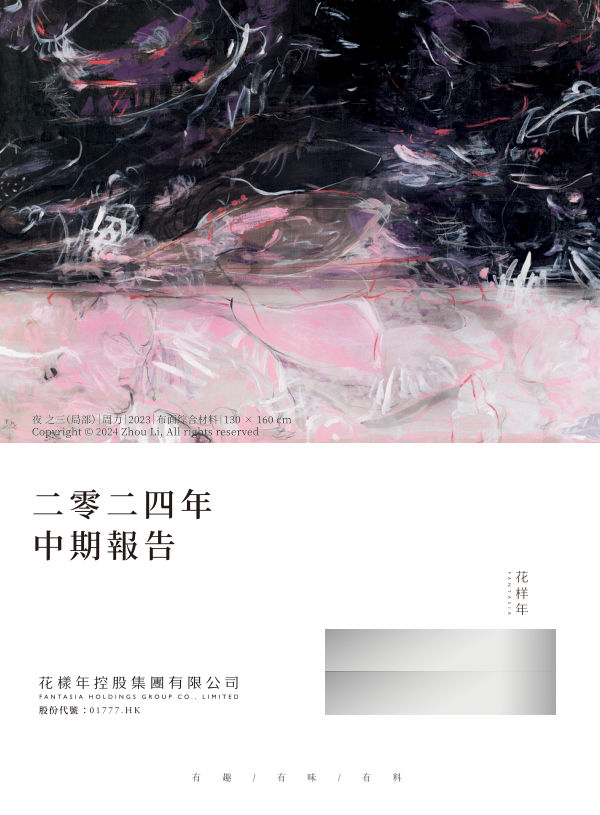 夜 之三（局部）|周力|2023|布面綜合材料|130 × 160 cm
Copyright © 2024 Zhou Li, All rights reserved
二零二四年
中期報告
花样年
FANTASIA
花樣年控股集團有限公司
FANTASIA HOLDINGS GROUP CO., LIMITED
股份代號：01777.HK
有 趣 / 有 味 / 有 料